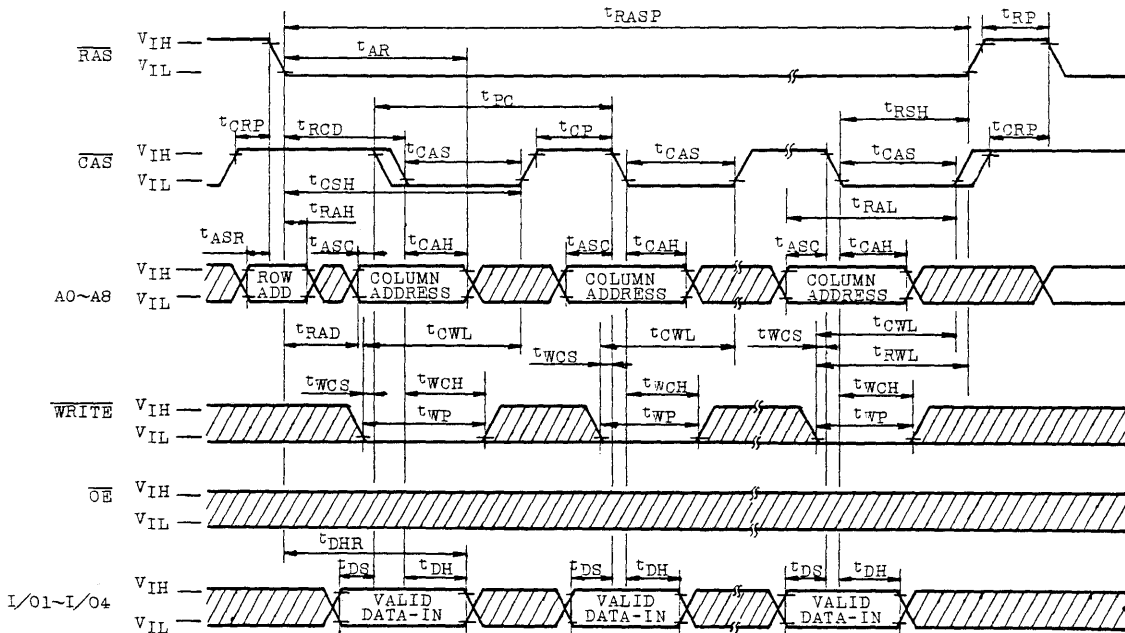 tRASP
tRP
RAS
VIH
VIL
tAR
tPC
tCRP
tRCD
tCP
tRSH
tCRP
CAS
VIH
VIL
tCAS
tCAS
tCAS
tCSH
tRAH
tRAL
tASR
tASC
tCAH
tASC
tCAH
tASC
tCAH
A0~A8
VIH
VIL
ROW
ADD
COLUMN
ADDRESS
COLUMN
ADDRESS
COLUMN
ADDRESS
tRAD
tCWL
tCWL
tWCS
tCWL
tWCS
tRWL
tWCS
tWCH
tWCH
tWCH
WRITE
VIH
VIL
tWP
tWP
tWP
OE
VIH
VIL
tDHR
tDS
tDH
tDS
tDH
tDS
tDH
I/O1~I/O4
VIH
VIL
VALID
DATA-IN
VALID
DATA-IN
VALID
DATA-IN